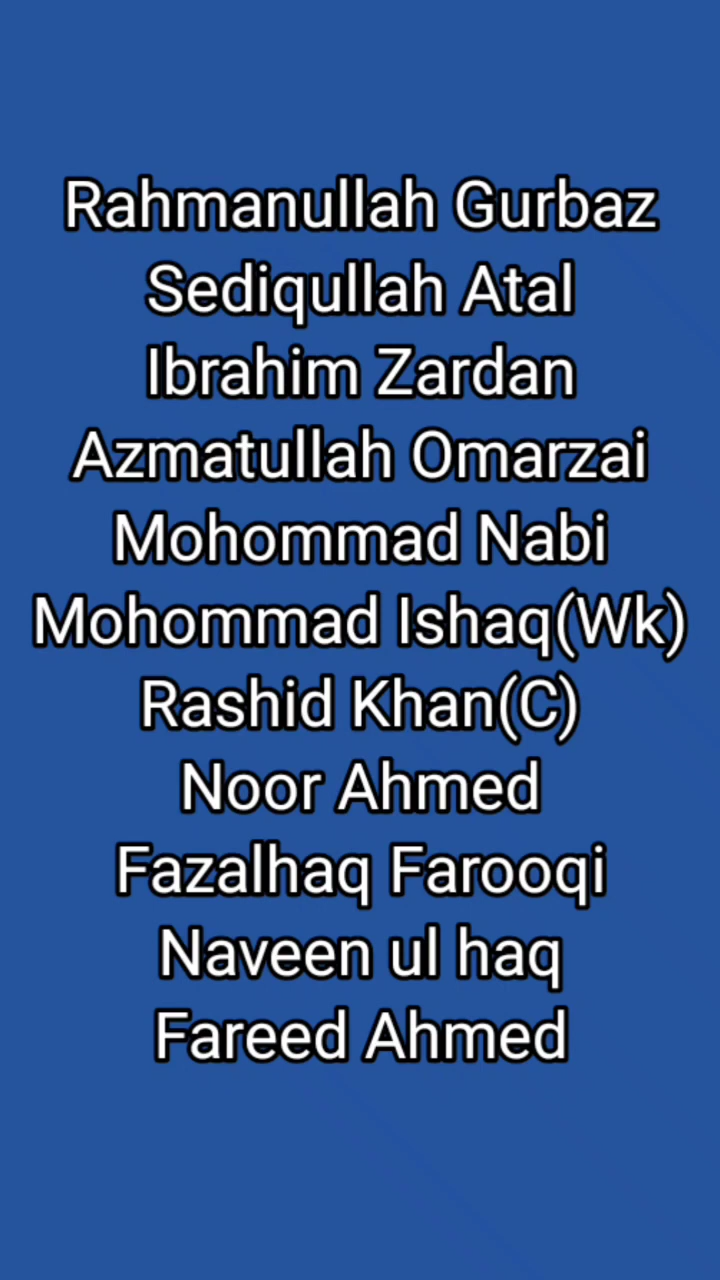 Rahmanullah Gurbaz
Sediqullah Atal
Ibrahim Zardan
Azmatullah Omarzai
Mohommad Nabi
Mohommad Ishaq(Wk)
Rashid Khan(C)
Noor Ahmed
Fazalhaq Farooqi
Naveen ul haq
Fareed Ahmed